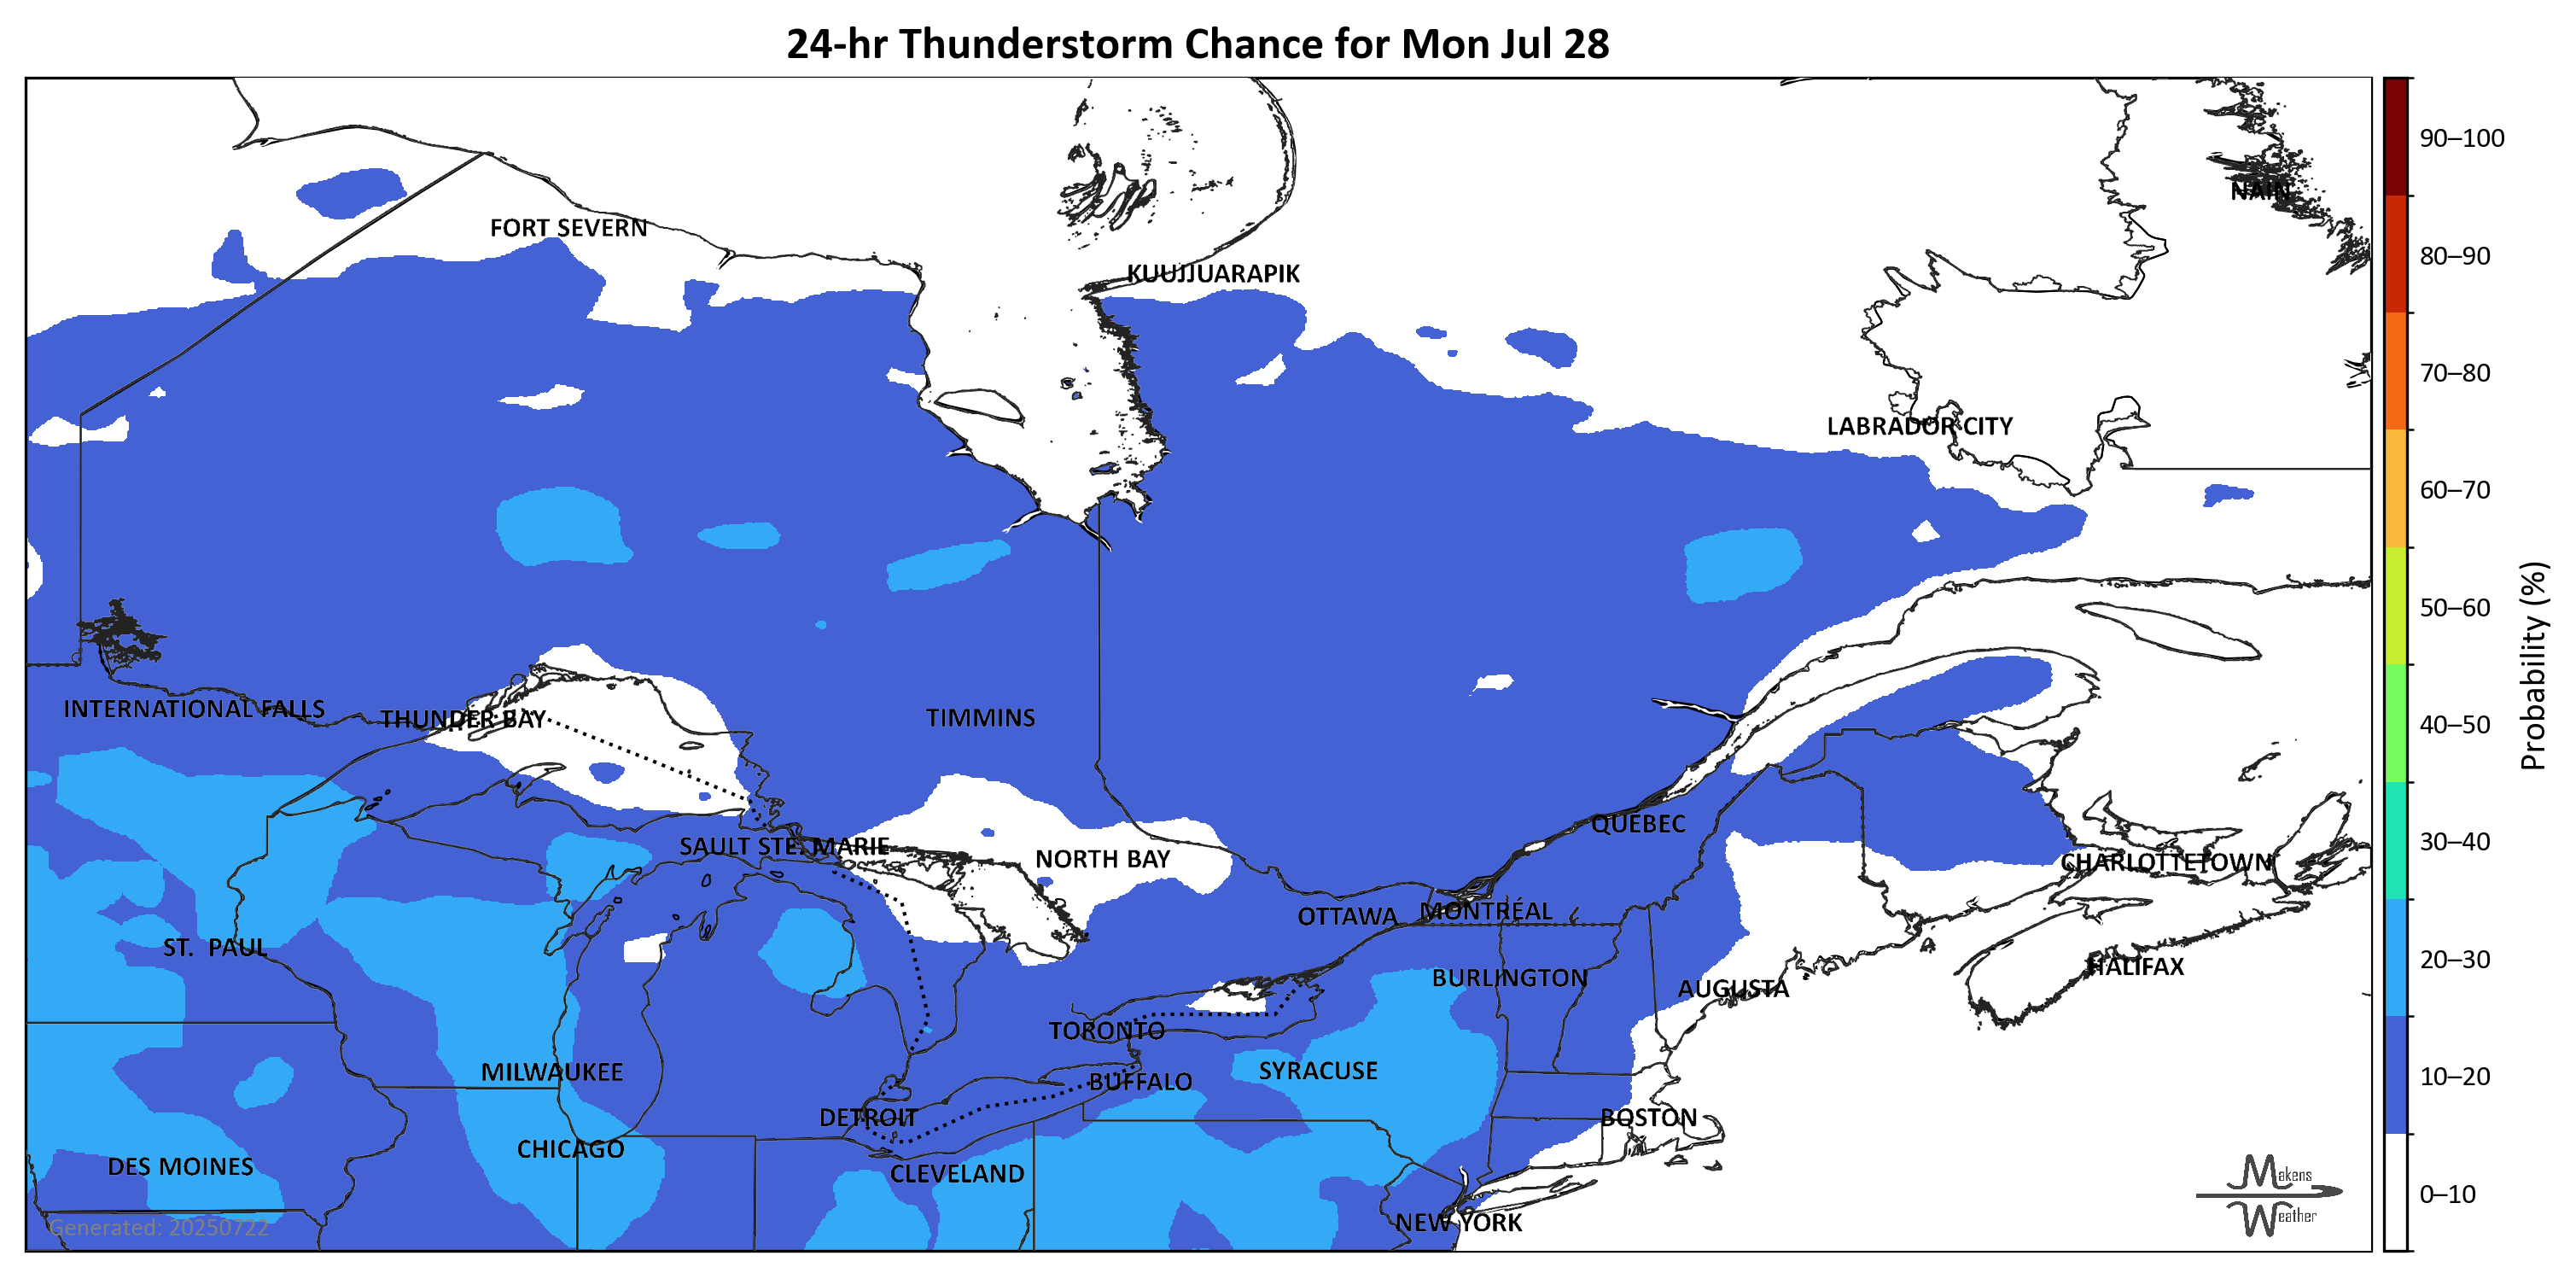 24-hr Thunderstorm Chance for Mon Jul 28
90–100
NAIN
FORT SEVERN
80–90
KUUJJUARAPIK
70–80
LABRADOR CITY
60–70
50–60
INTERNATIONAL FALLS
THUNDER BAY
TIMMINS
40–50
Probability (%)
QUEBEC
SAULT STE. MARIE
30–40
NORTH BAY
CHARLOTTETOWN
OTTAWA
MONTRÉAL
ST. PAUL
20–30
HALIFAX
BURLINGTON
AUGUSTA
TORONTO
MILWAUKEE
SYRACUSE
10–20
BUFFALO
DETROIT
BOSTON
CHICAGO
DES MOINES
CLEVELAND
Makens
Weather
0–10
NEW YORK
Generated: 20250722